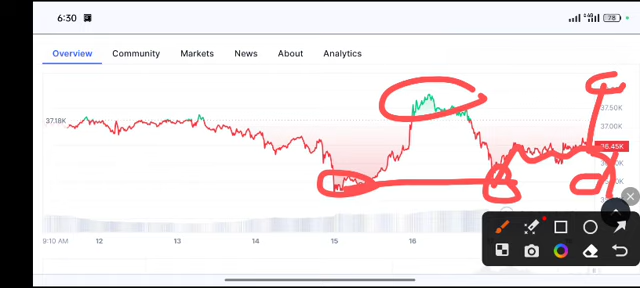 6:30 78
Overview Community Markets News About Analytics
37.50K
37.18K
37.00K
36.45K
9:10 AM 12 13 14 15 16